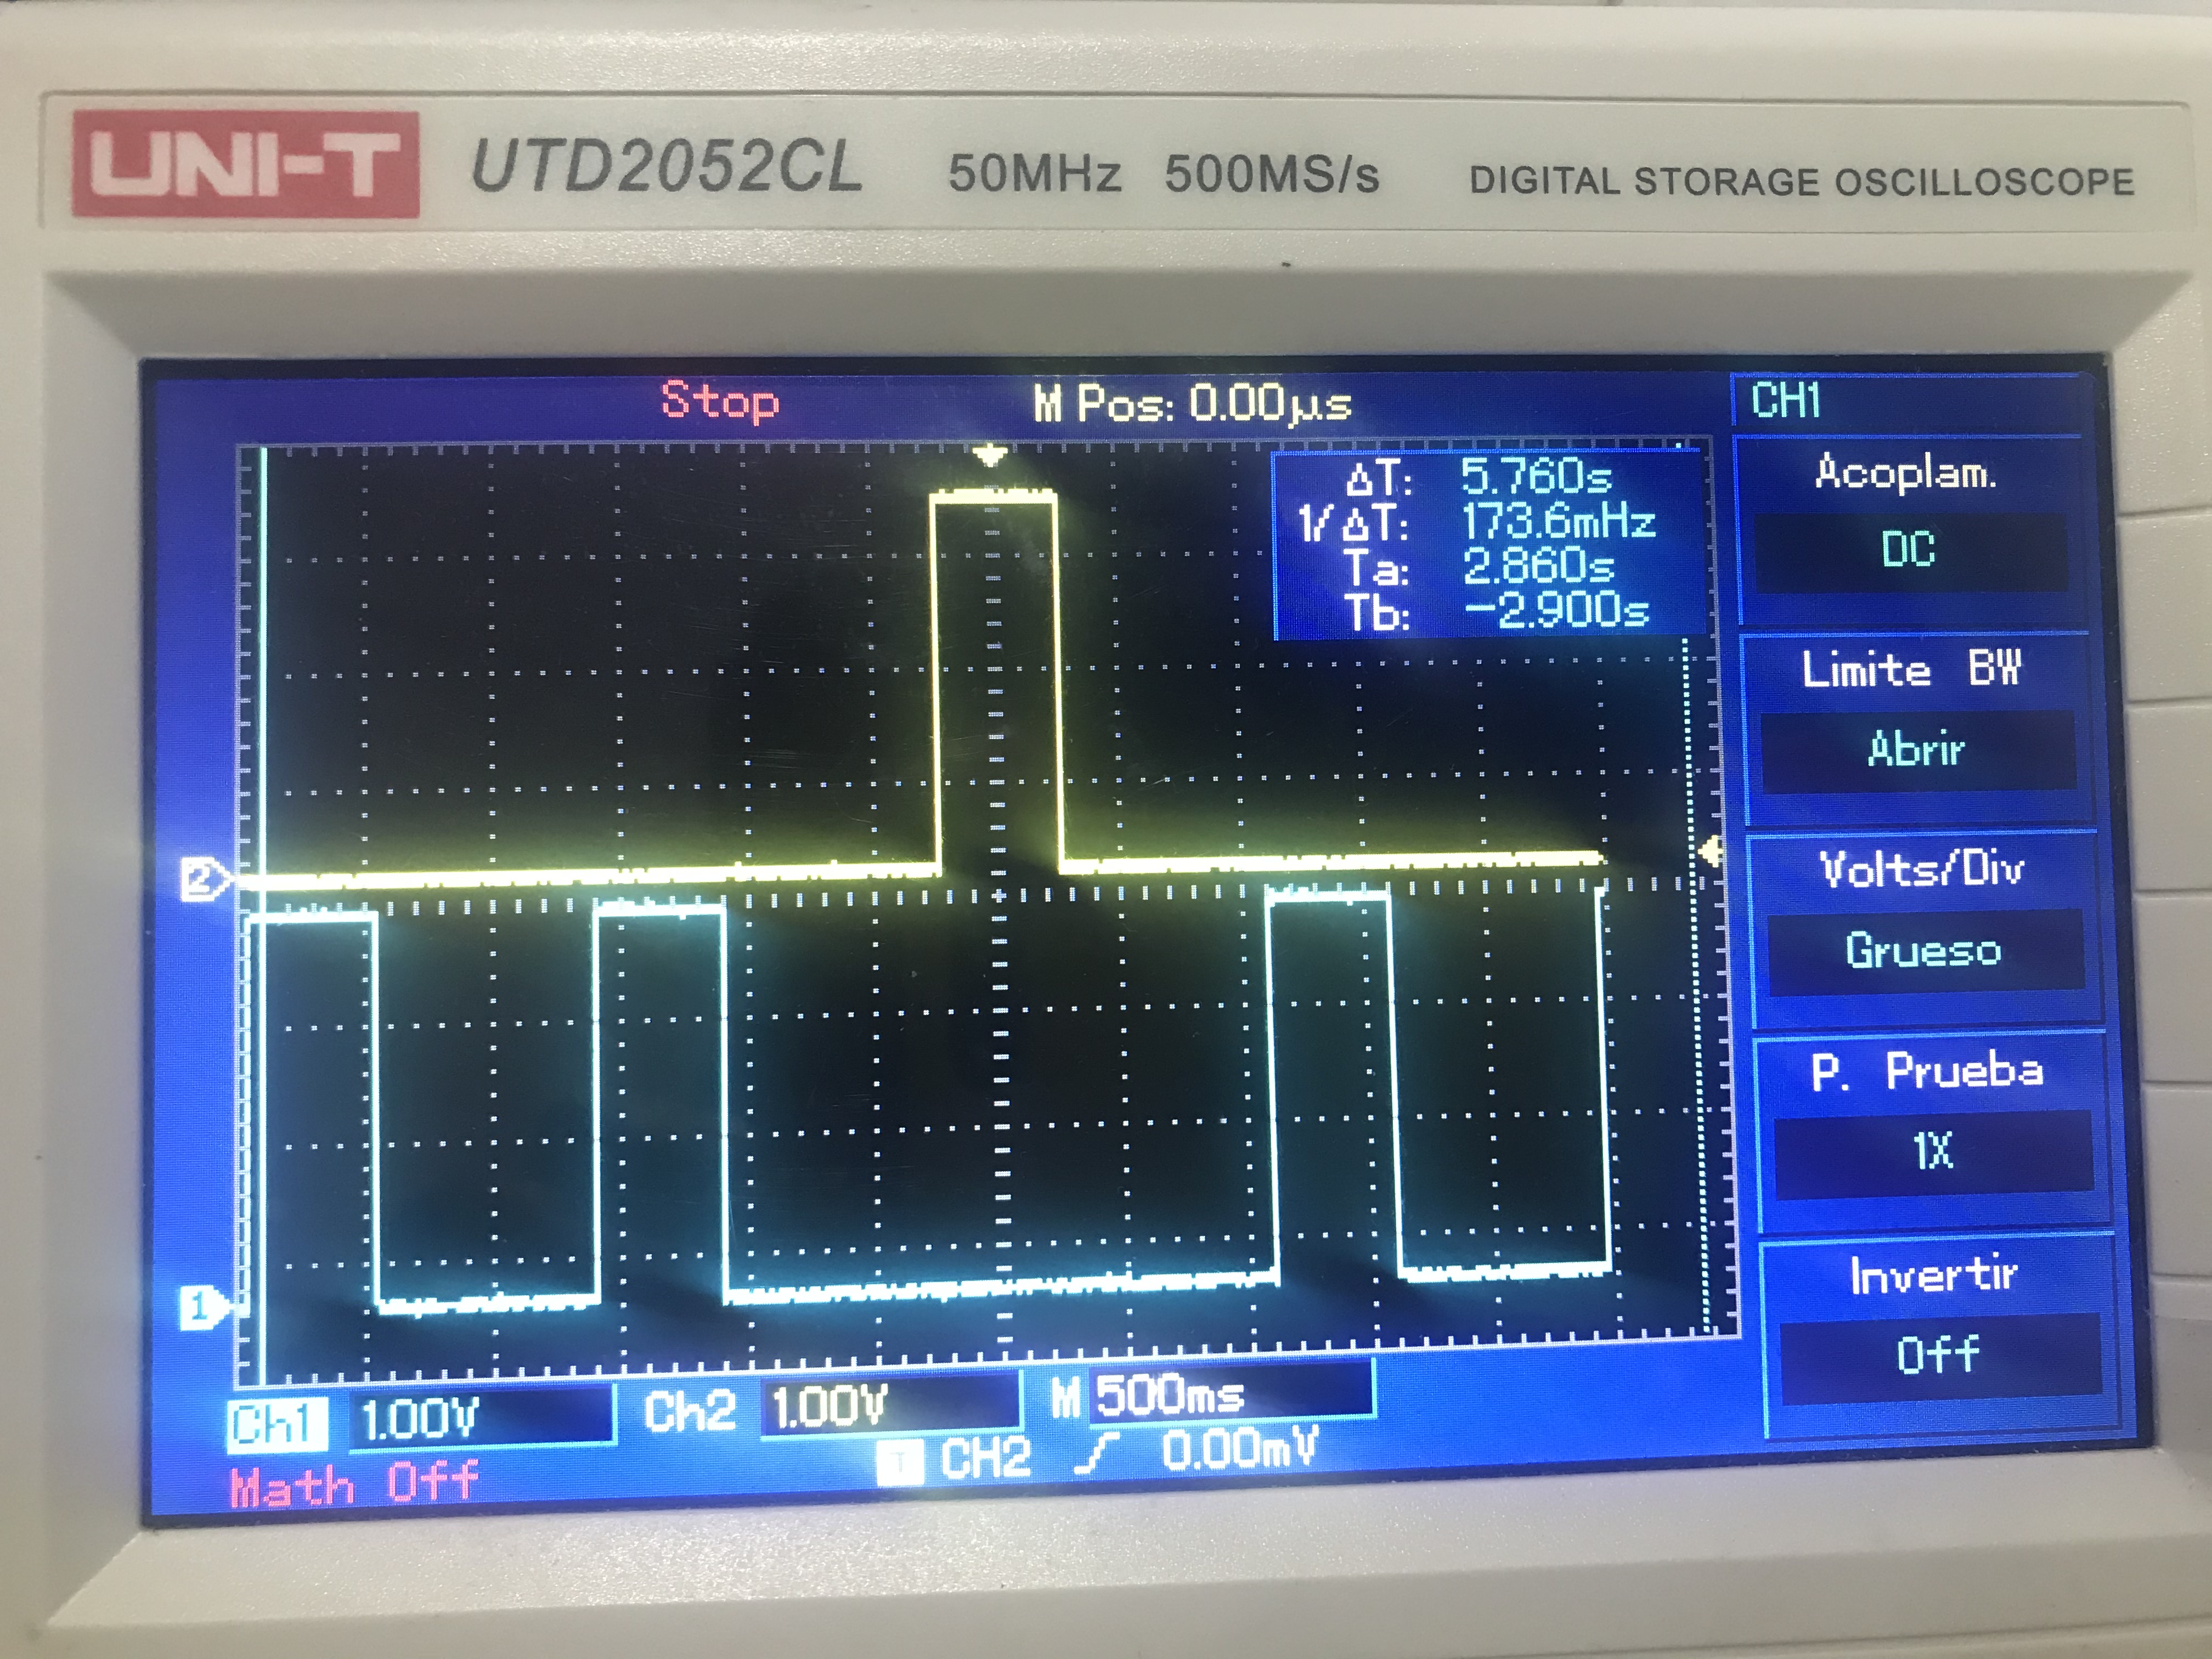 UNI-T UTD2052CL 50MHz 500MS/s DIGITAL STORAGE OSCILLOSCOPE
Stop M Pos: 0.00µs CH1
ΔT: 5.760s
1/ΔT: 173.6mHz
Ta: 2.860s
Tb: -2.900s
Acoplam.
DC
Limite BW
Abrir
Volts/Div
Grueso
P. Prueba
1X
Invertir
Off
2
1
Ch1 1.00V Ch2 1.00V M 500ms
T CH2 0.00mV
Math Off